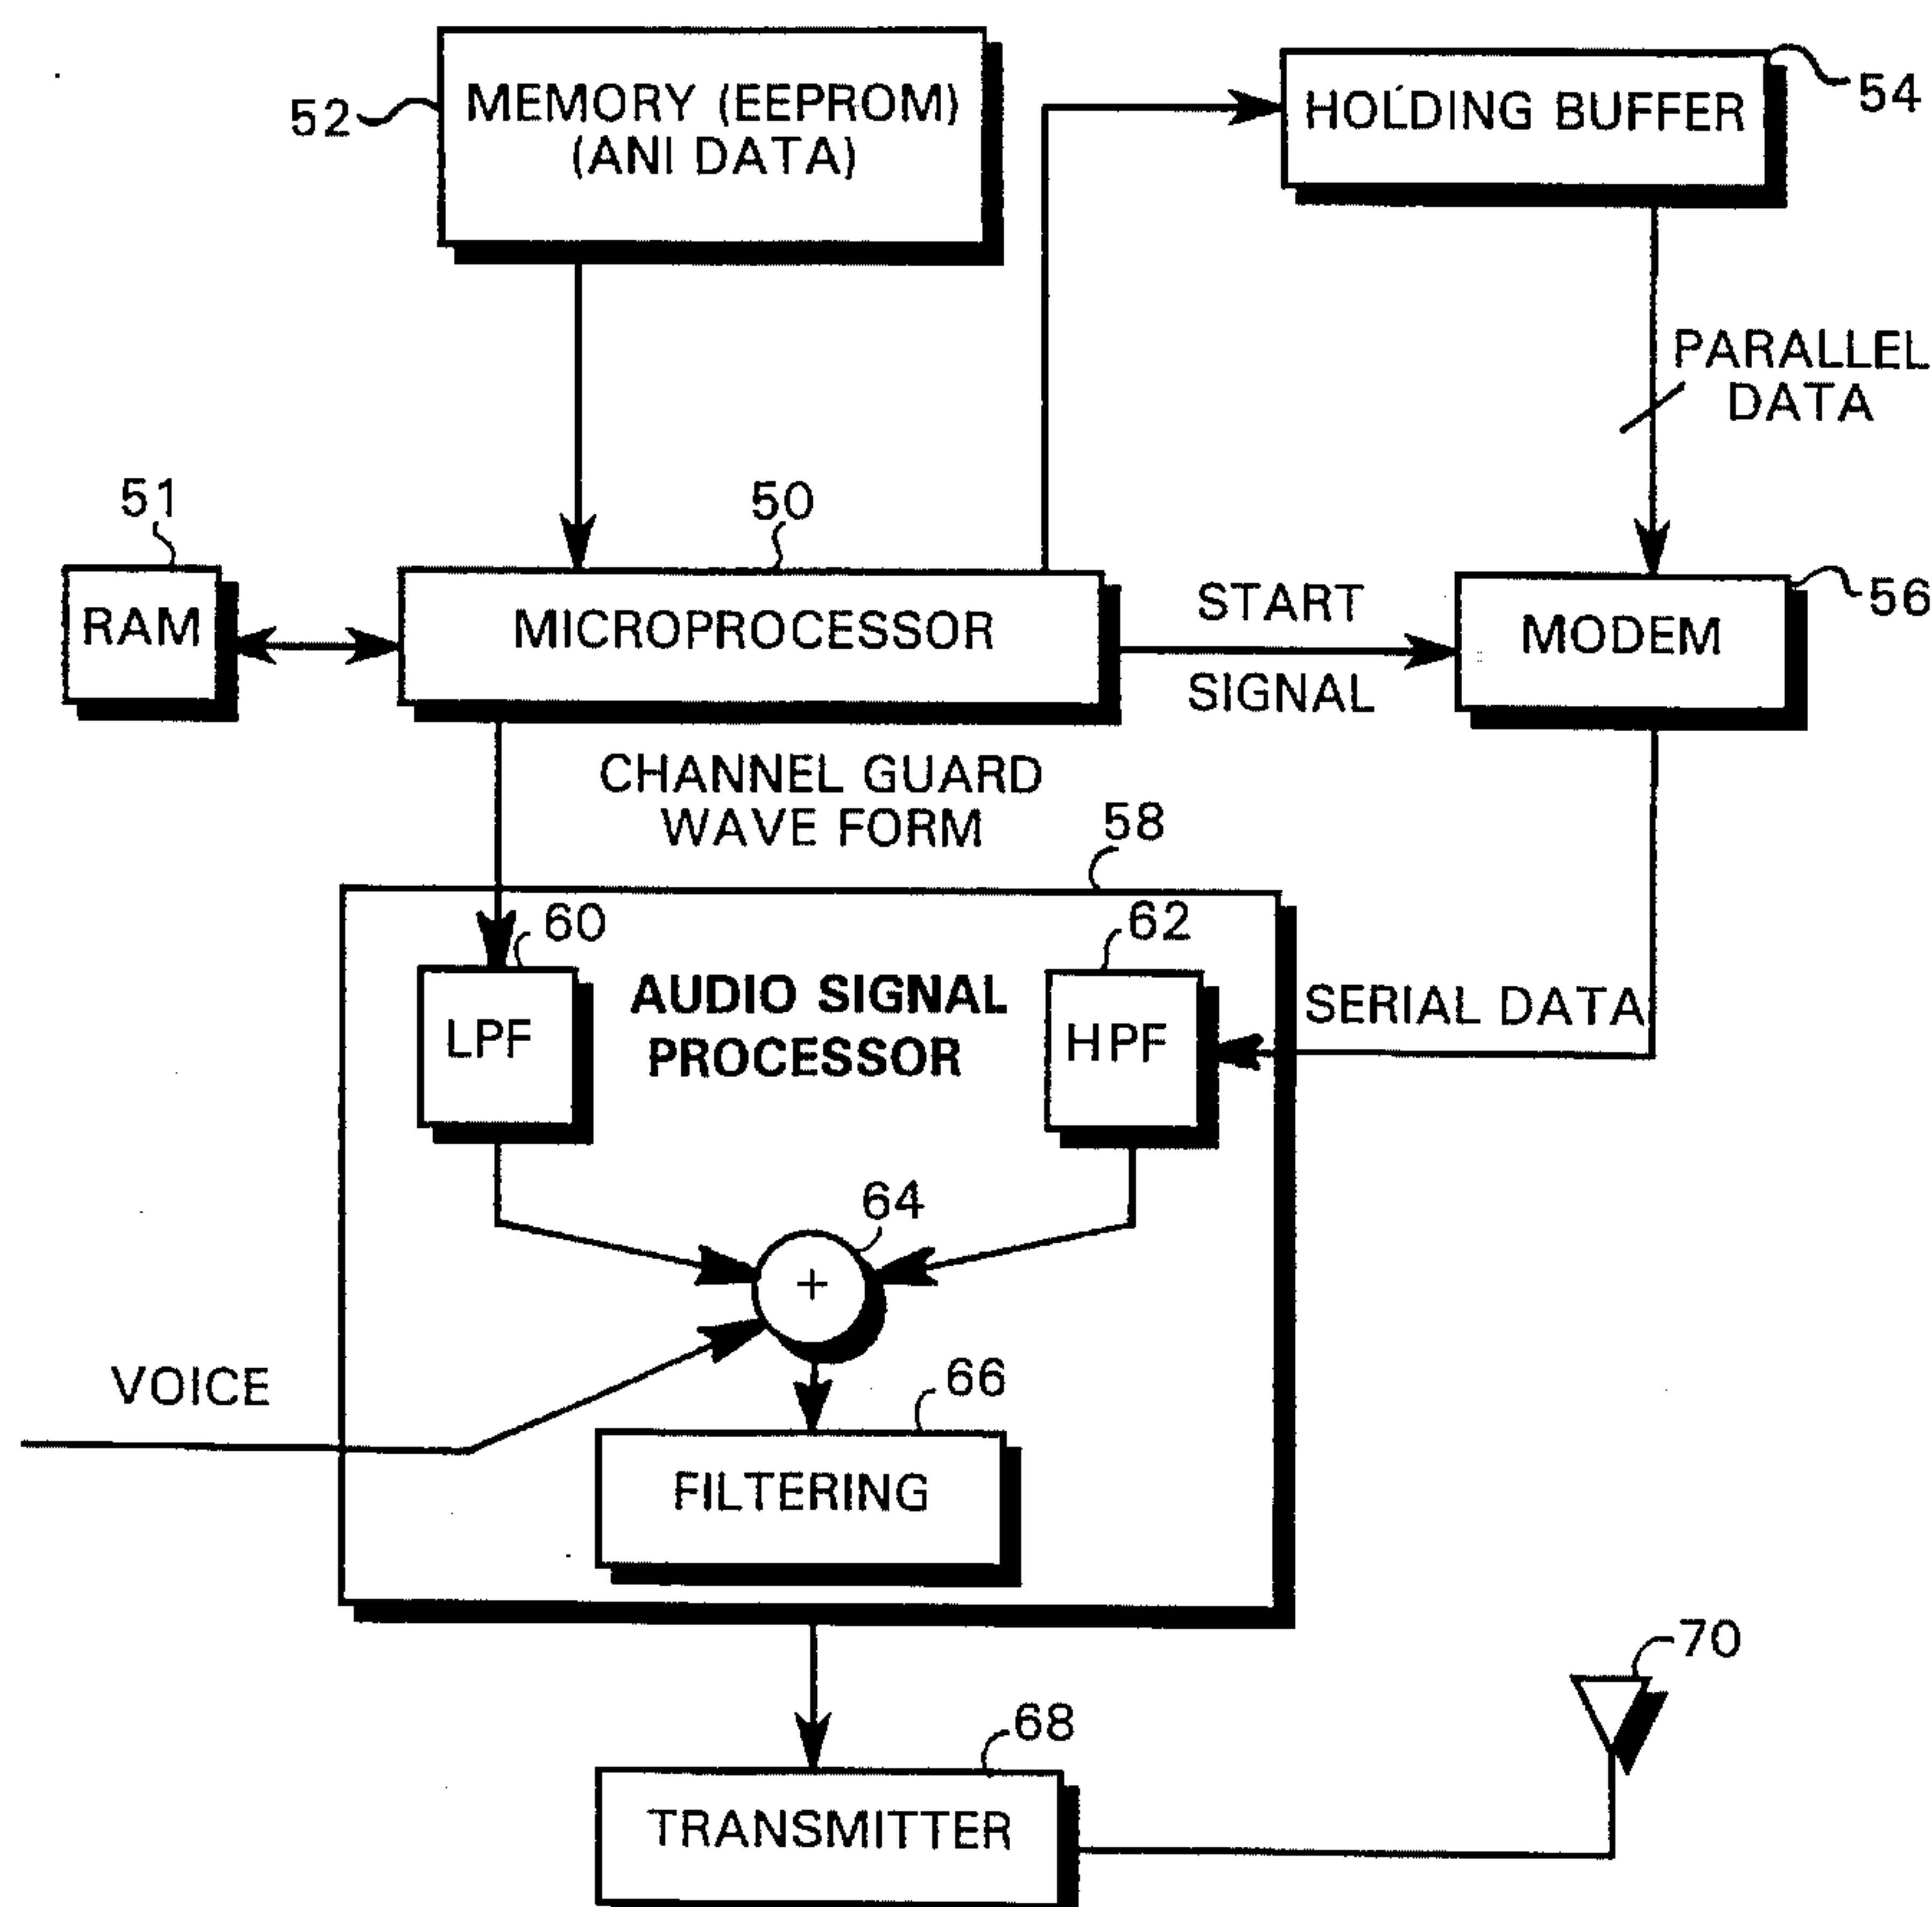 52
MEMORY (EEPROM)
(ANI DATA)
HOLDING BUFFER
54
PARALLEL
DATA
51
50
RAM
MICROPROCESSOR
START
SIGNAL
MODEM
56
CHANNEL GUARD
WAVE FORM
58
60
62
LPF
AUDIO SIGNAL
PROCESSOR
HPF
SERIAL DATA
64
+
VOICE
66
FILTERING
70
68
TRANSMITTER